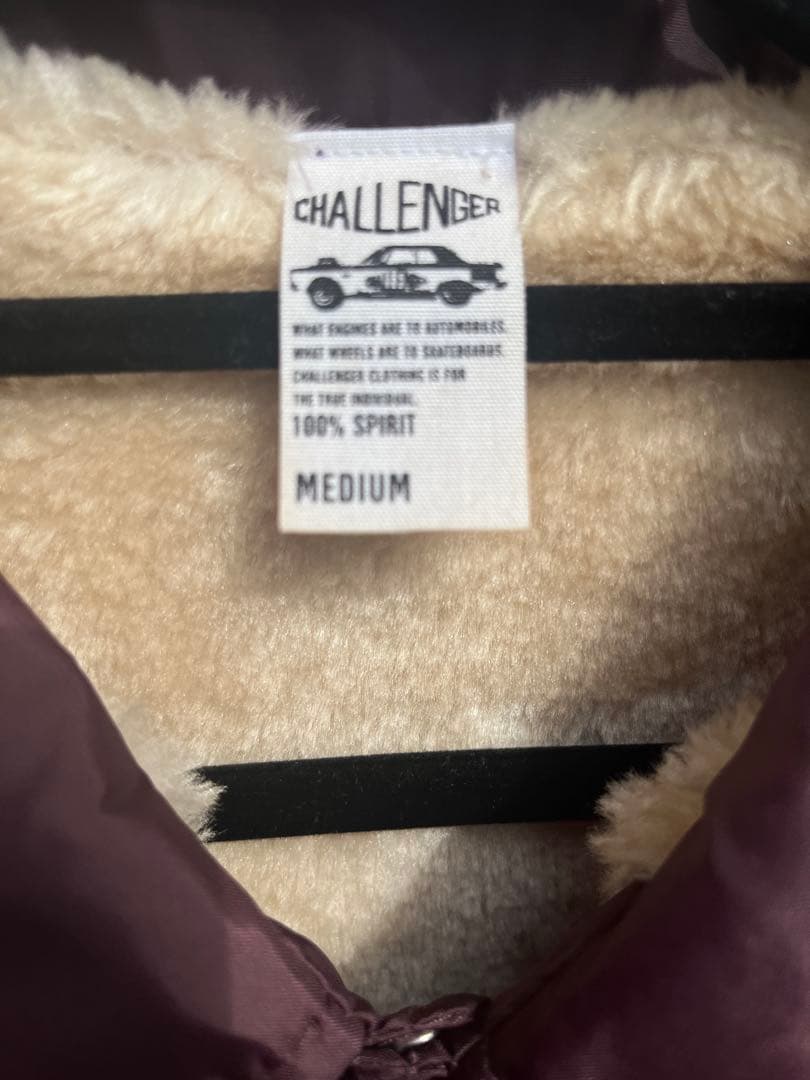 CHALLENGER
WHAT ENGINES ARE TO AUTOMOBILES.
WHAT WHEELS ARE TO SKATEBOARDS.
CHALLENGER CLOTHING IS FOR
THE TRUE INDIVIDUAL.
100% SPIRIT
MEDIUM